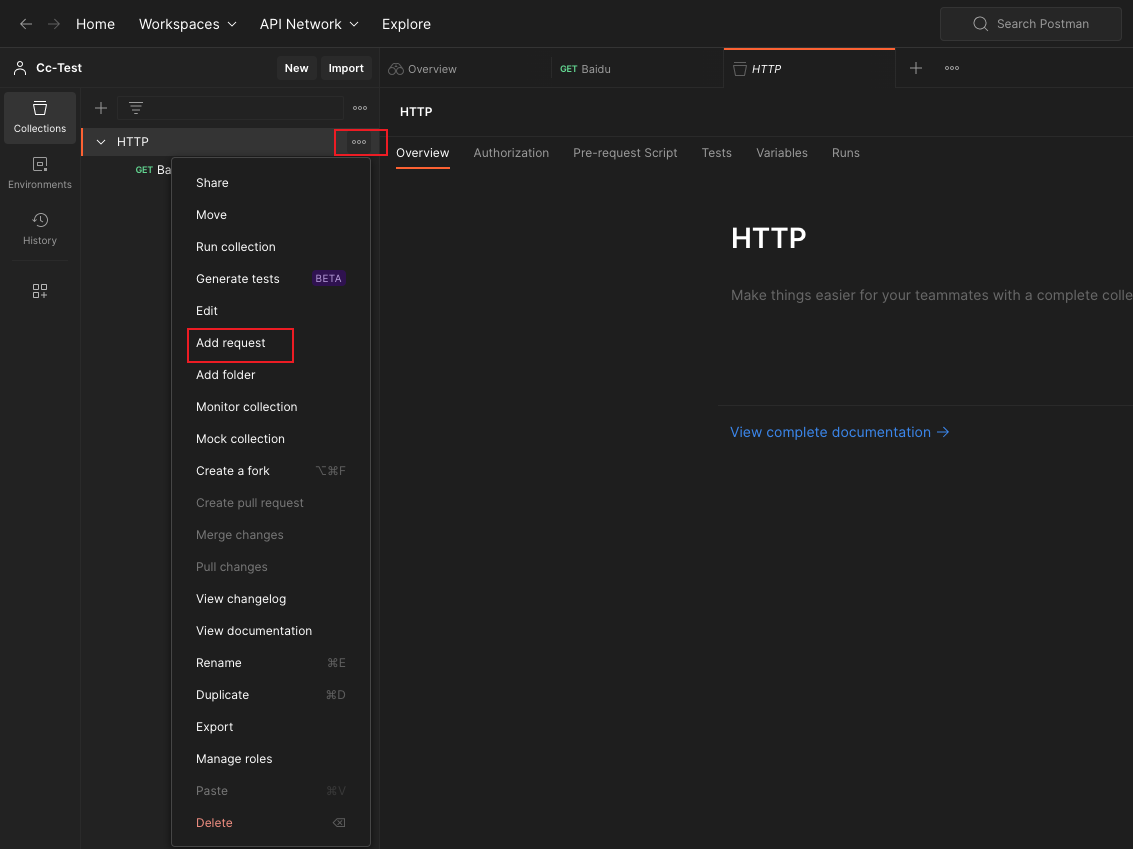 Home Workspaces API Network Explore Search Postman
Cc-Test New Import Overview GET Baidu HTTP
Collections
Environments
History
HTTP
GET Ba
Share
Move
Run collection
Generate tests BETA
Edit
Add request
Add folder
Monitor collection
Mock collection
Create a fork ⌥⌘F
Create pull request
Merge changes
Pull changes
View changelog
View documentation
Rename ⌘E
Duplicate ⌘D
Export
Manage roles
Paste ⌘V
Delete ⌫
HTTP
Overview Authorization Pre-request Script Tests Variables Runs
HTTP
Make things easier for your teammates with a complete colle
View complete documentation →